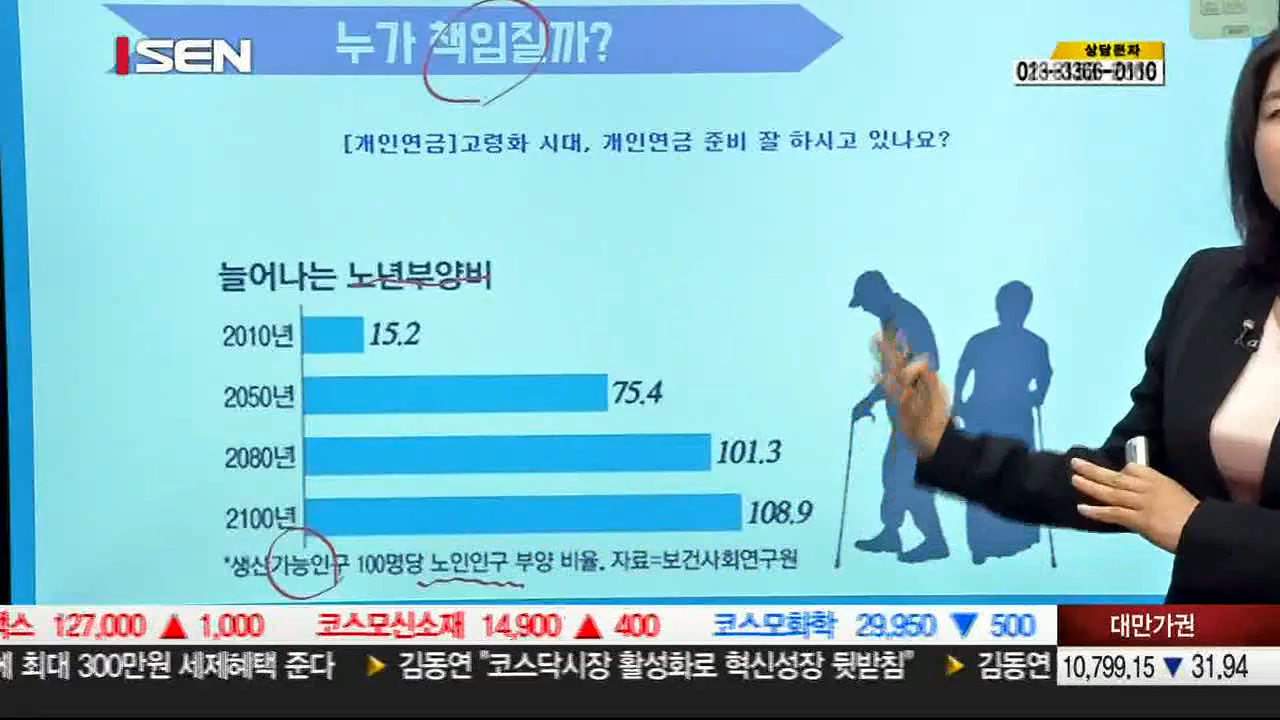 누가 책임질까?
SEN
상담문자
[개인연금]고령화 시대, 개인연금 준비 잘 하시고 있나요?
늘어나는 노년부양비
2010년 15.2
2050년 75.4
2080년 101.3
2100년 108.9
*생산가능인구 100명당 노인인구 부양 비율. 자료=보건사회연구원
127,000 ▲ 1,000 코스모신소재 14,900 ▲ 400 코스모화학 29,950 ▼ 500 대만가권
최대 300만원 세제혜택 준다 ▶ 김동연 "코스닥시장 활성화로 혁신성장 뒷받침" ▶ 김동연 10,799.15 ▼ 31.94